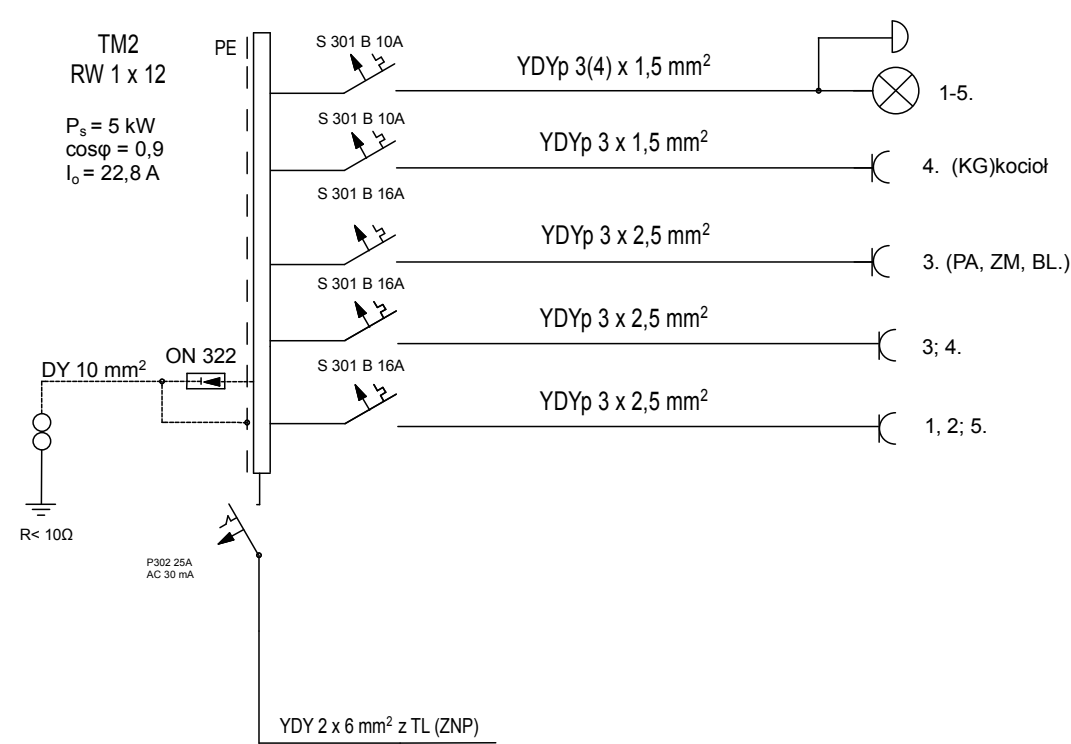 TM2
RW 1 x 12
Pₛ = 5 kW
cosφ = 0,9
Iₒ = 22,8 A
PE
S 301 B 10A
YDYp 3(4) x 1,5 mm²
1-5.
S 301 B 10A
YDYp 3 x 1,5 mm²
4. (KG)kocioł
S 301 B 16A
YDYp 3 x 2,5 mm²
3. (PA, ZM, BL.)
S 301 B 16A
YDYp 3 x 2,5 mm²
3; 4.
S 301 B 16A
YDYp 3 x 2,5 mm²
1, 2; 5.
ON 322
DY 10 mm²
R< 10Ω
P302 25A
AC 30 mA
YDY 2 x 6 mm² z TL (ZNP)